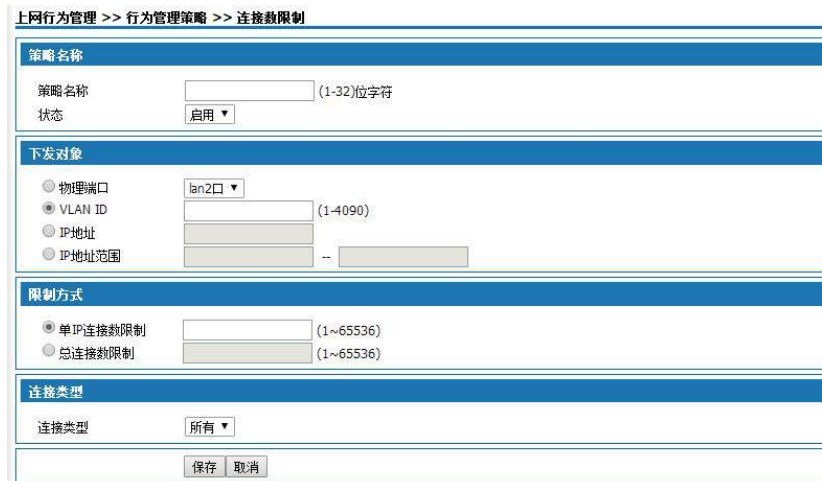 上网行为管理 >> 行为管理策略 >> 连接数限制
策略名称
策略名称 (1-32)位字符
状态 启用
下发对象
物理端口 lan2口
VLAN ID (1-4090)
IP地址
IP地址范围 --
限制方式
单IP连接数限制 (1~65536)
总连接数限制 (1~65536)
连接类型
连接类型 所有
保存 取消